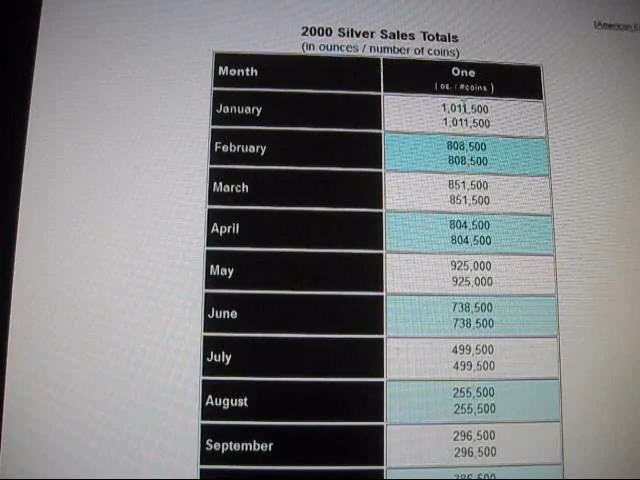 2000 Silver Sales Totals
(in ounces / number of coins)
Month One
( oz. / #coins )
January 1,011,500
1,011,500
February 808,500
808,500
March 851,500
851,500
April 804,500
804,500
May 925,000
925,000
June 738,500
738,500
July 499,500
499,500
August 255,500
255,500
September 296,500
296,500